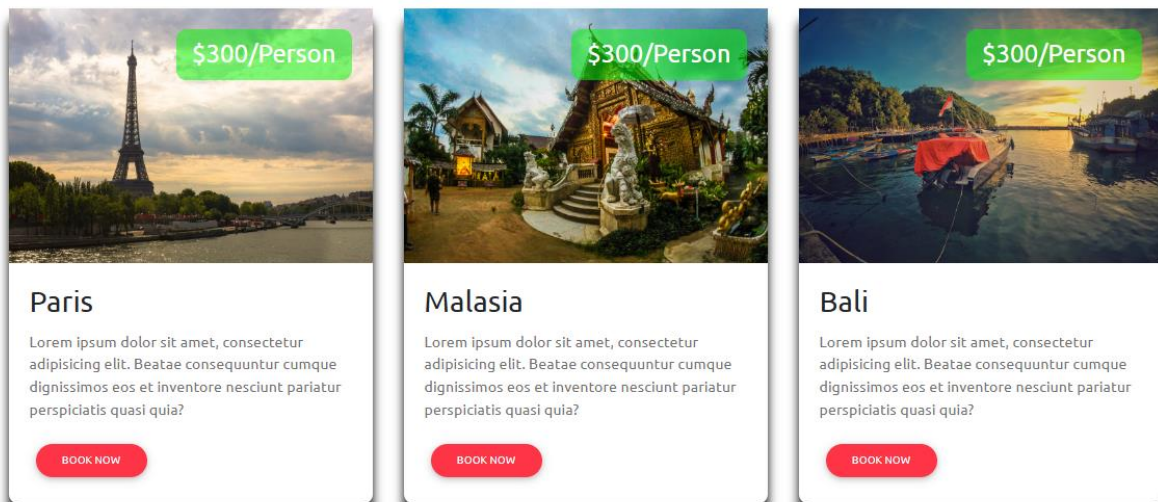 $300/Person
Paris
Lorem ipsum dolor sit amet, consectetur
adipisicing elit. Beatae consequuntur cumque
dignissimos eos et inventore nesciunt pariatur
perspiciatis quasi quia?
BOOK NOW
$300/Person
Malasia
Lorem ipsum dolor sit amet, consectetur
adipisicing elit. Beatae consequuntur cumque
dignissimos eos et inventore nesciunt pariatur
perspiciatis quasi quia?
BOOK NOW
$300/Person
Bali
Lorem ipsum dolor sit amet, consectetur
adipisicing elit. Beatae consequuntur cumque
dignissimos eos et inventore nesciunt pariatur
perspiciatis quasi quia?
BOOK NOW